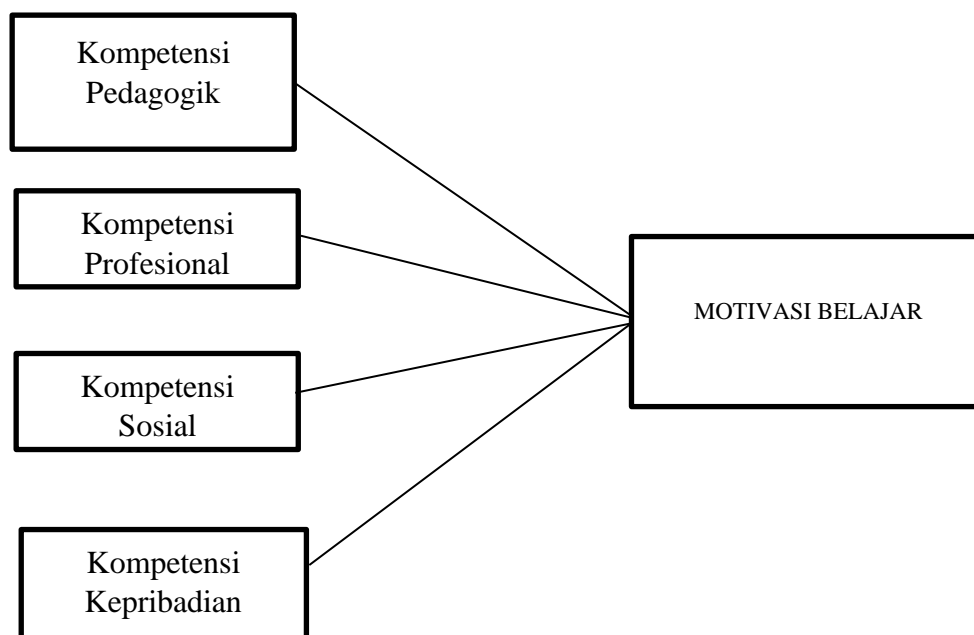 Kompetensi
Pedagogik
Kompetensi
Profesional
MOTIVASI BELAJAR
Kompetensi
Sosial
Kompetensi
Kepribadian